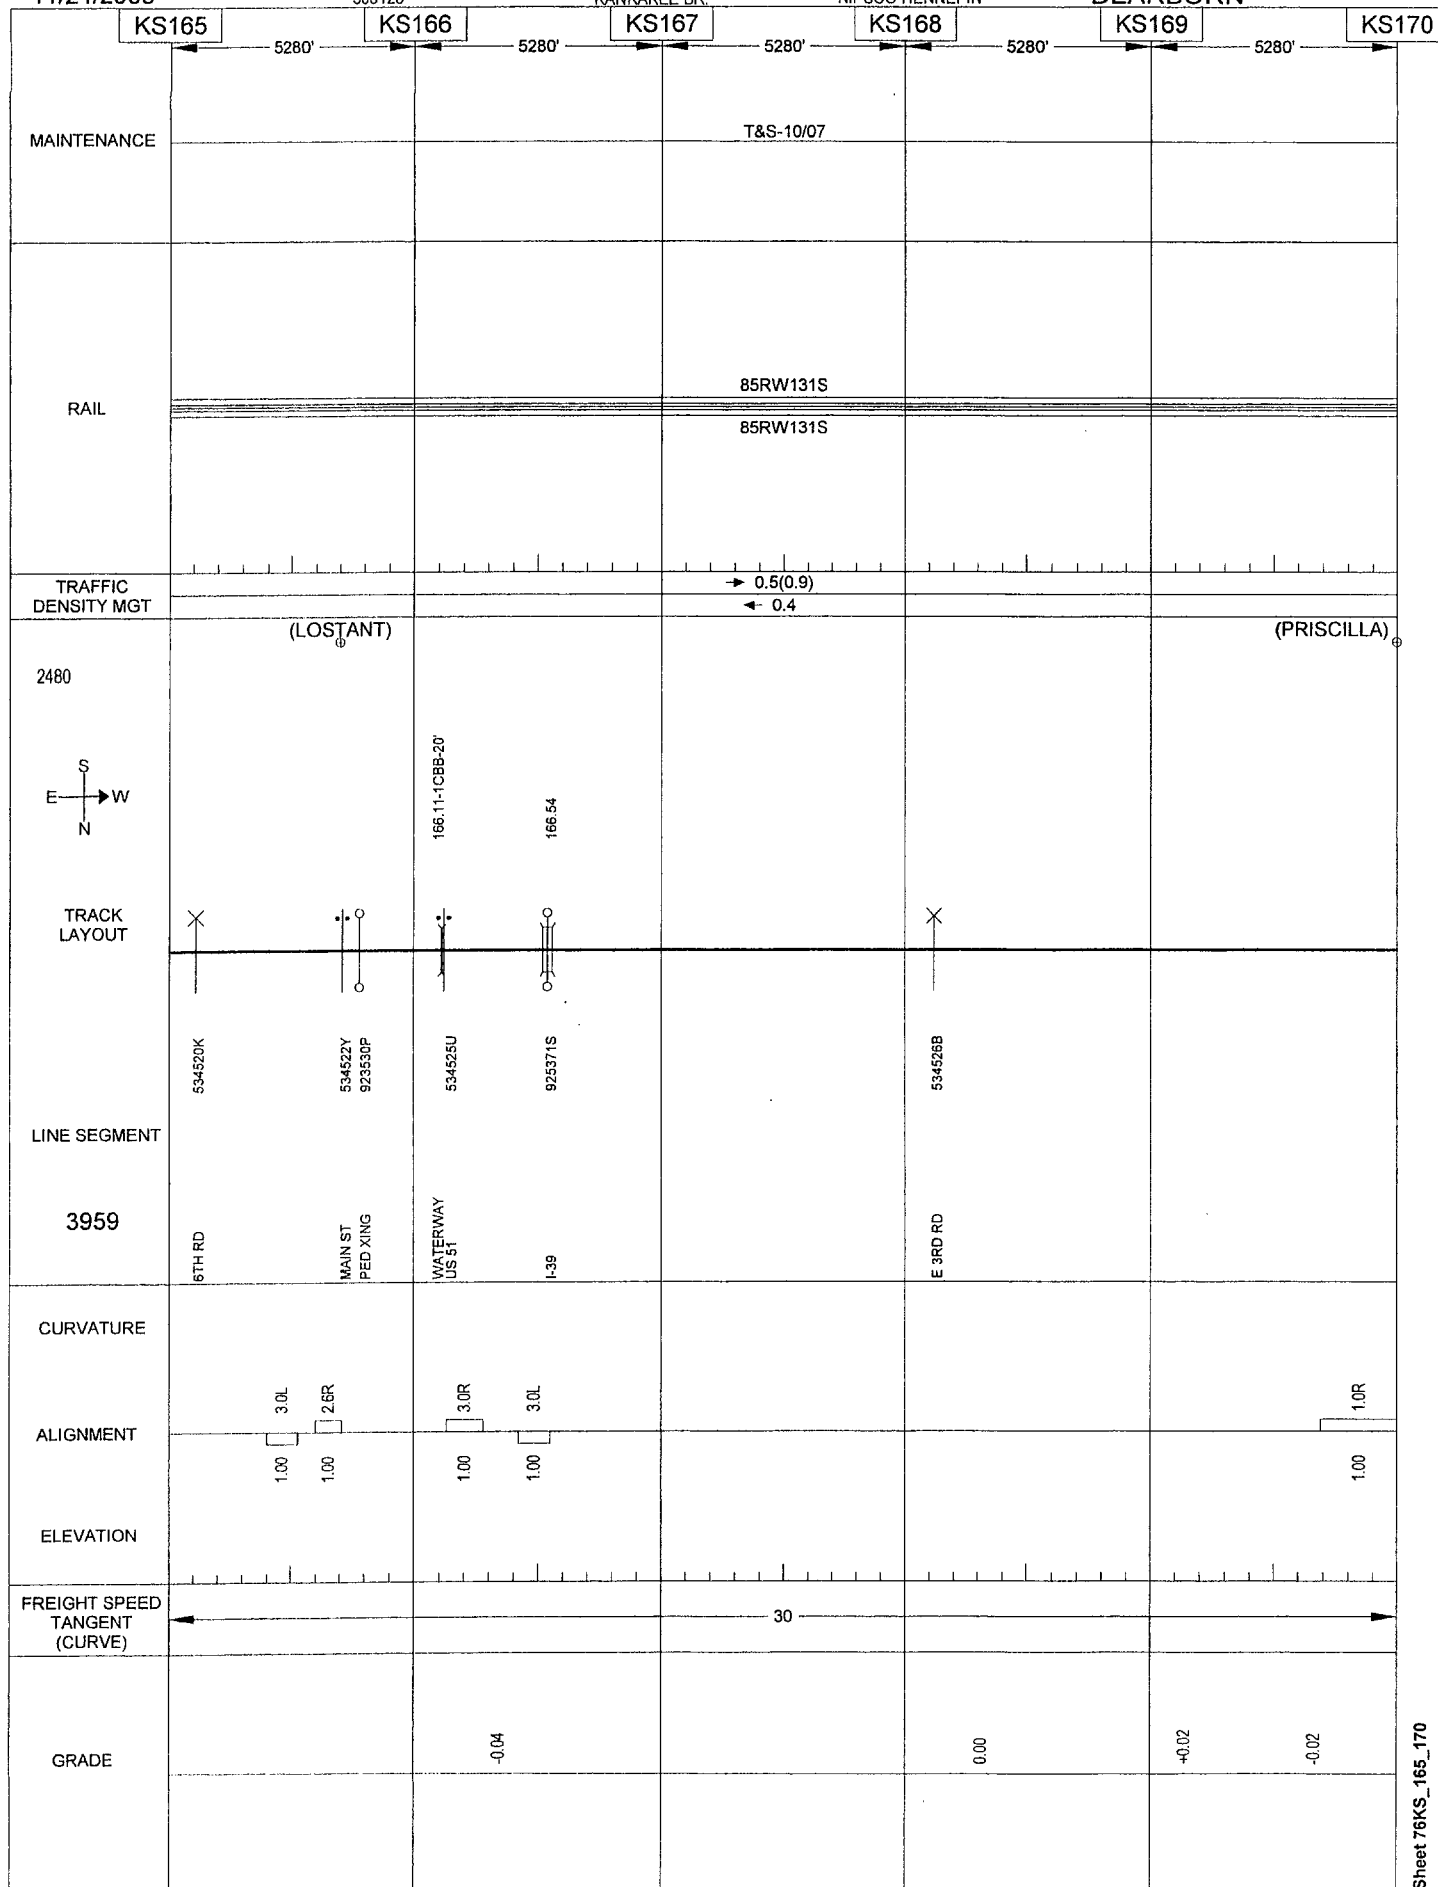 KS165 KS166 KS167 KS168 KS169 KS170
5280' 5280' 5280' 5280' 5280'
MAINTENANCE
T&S-10/07
RAIL
85RW131S
85RW131S
TRAFFIC
DENSITY MGT
0.5(0.9)
0.4
(LOSTANT)
(PRISCILLA)
2480
S
E W
N
166.11-1CBB-20'
166.54
TRACK
LAYOUT
534520K
534522Y
923530P
534525U
925371S
534526B
LINE SEGMENT
3959
6TH RD
MAIN ST
PED XING
WATERWAY
US 51
I-39
E 3RD RD
CURVATURE
3.0L 2.6R 3.0R 3.0L 1.0R
ALIGNMENT
1.00 1.00 1.00 1.00 1.00
ELEVATION
FREIGHT SPEED
TANGENT
(CURVE)
30
GRADE
-0.04 0.00 +0.02 -0.02
Sheet 76KS_165_170